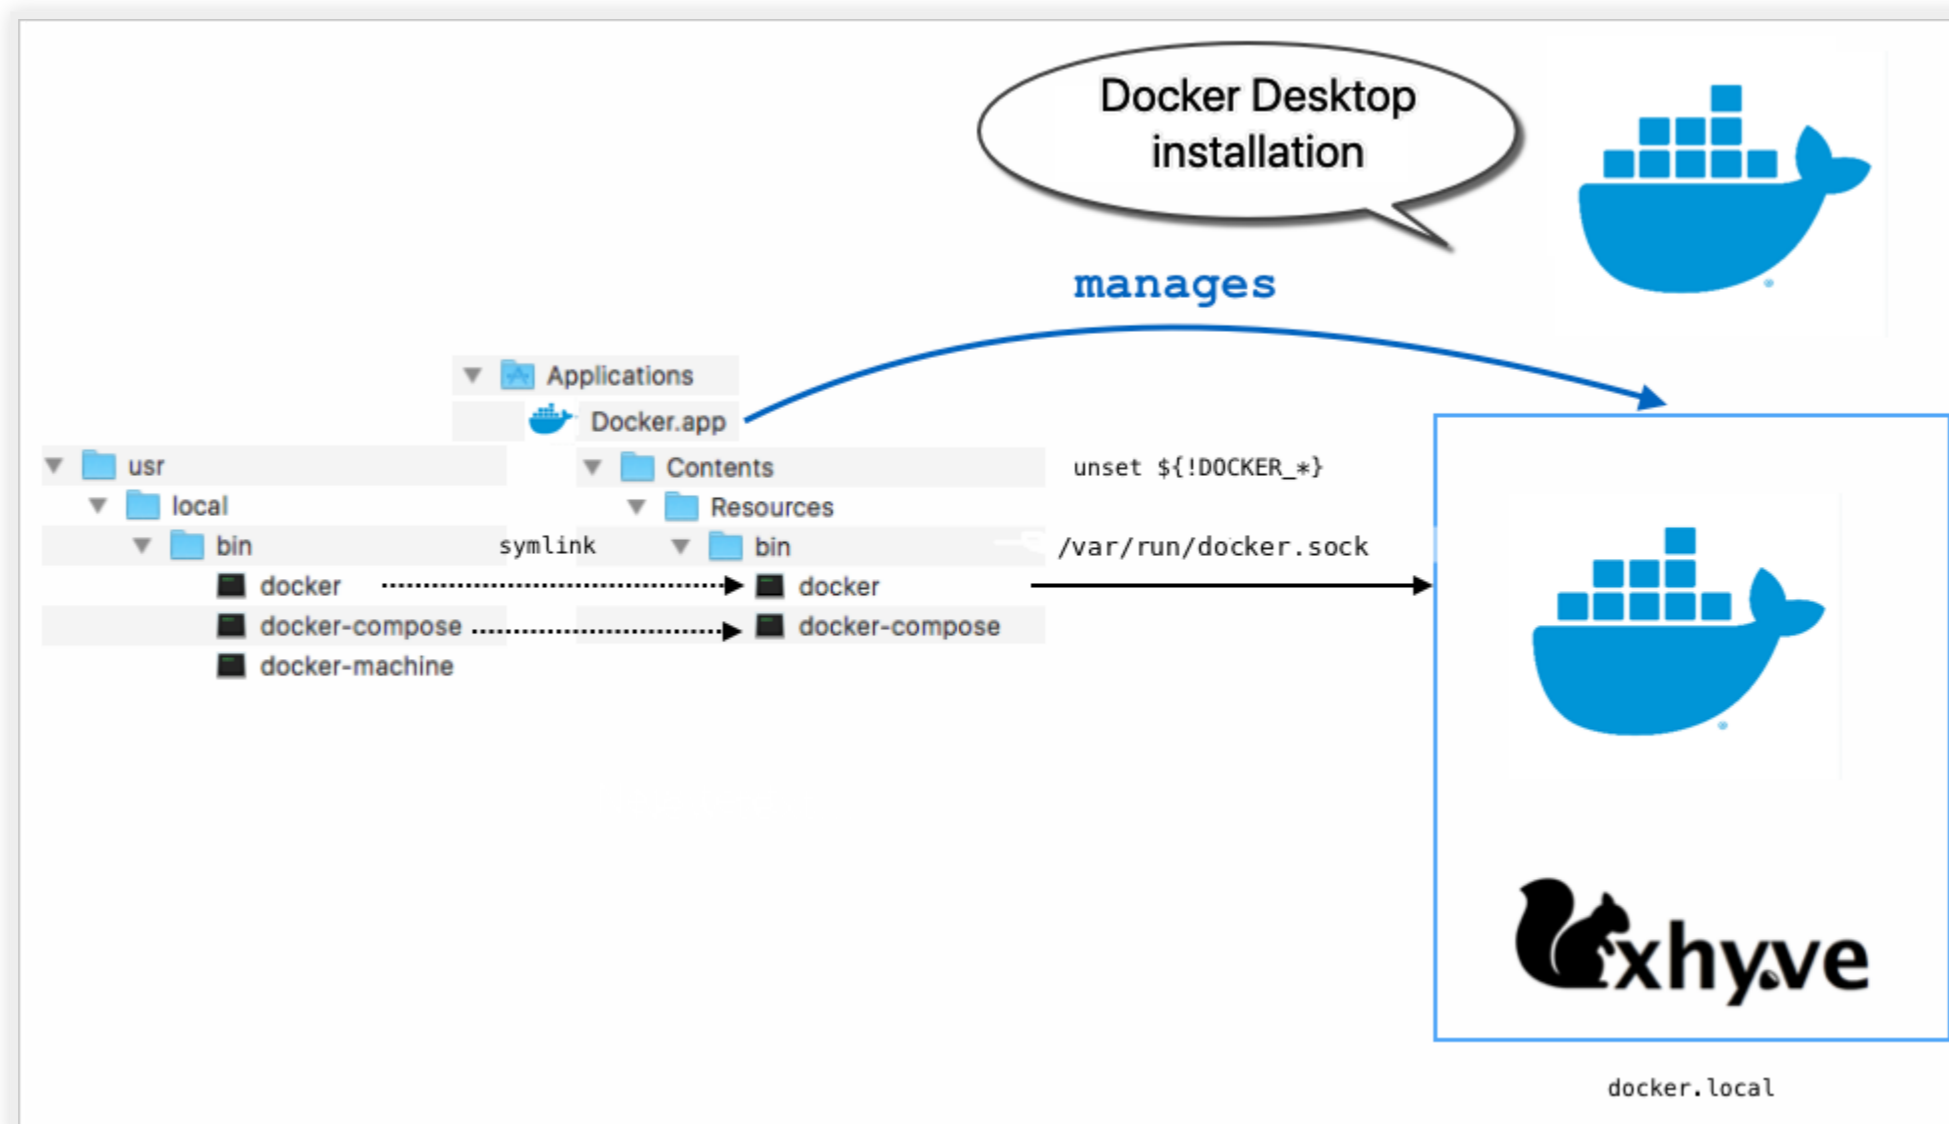 Docker Desktop
installation
manages
Applications
Docker.app
usr
local
bin
docker
docker-compose
docker-machine
symlink
Contents
Resources
bin
docker
docker-compose
unset ${!DOCKER_*}
/var/run/docker.sock
xhyve
docker.local